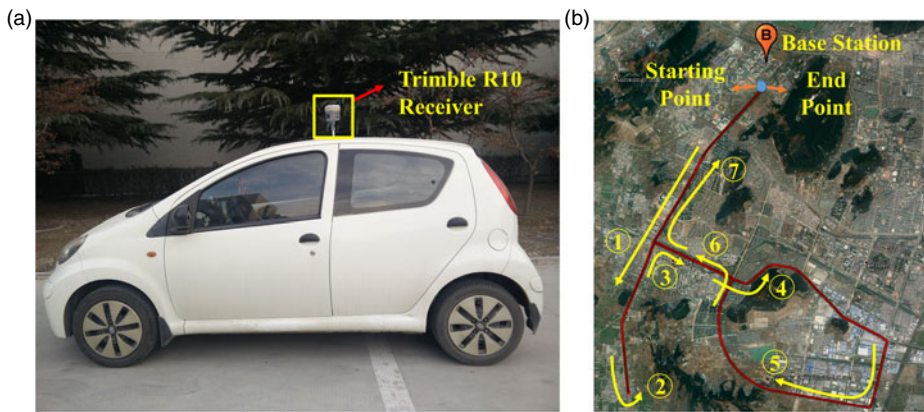 (a)
Trimble R10
Receiver
(b)
B
Base Station
Starting
Point
End
Point
①
②
③
④
⑤
⑥
⑦